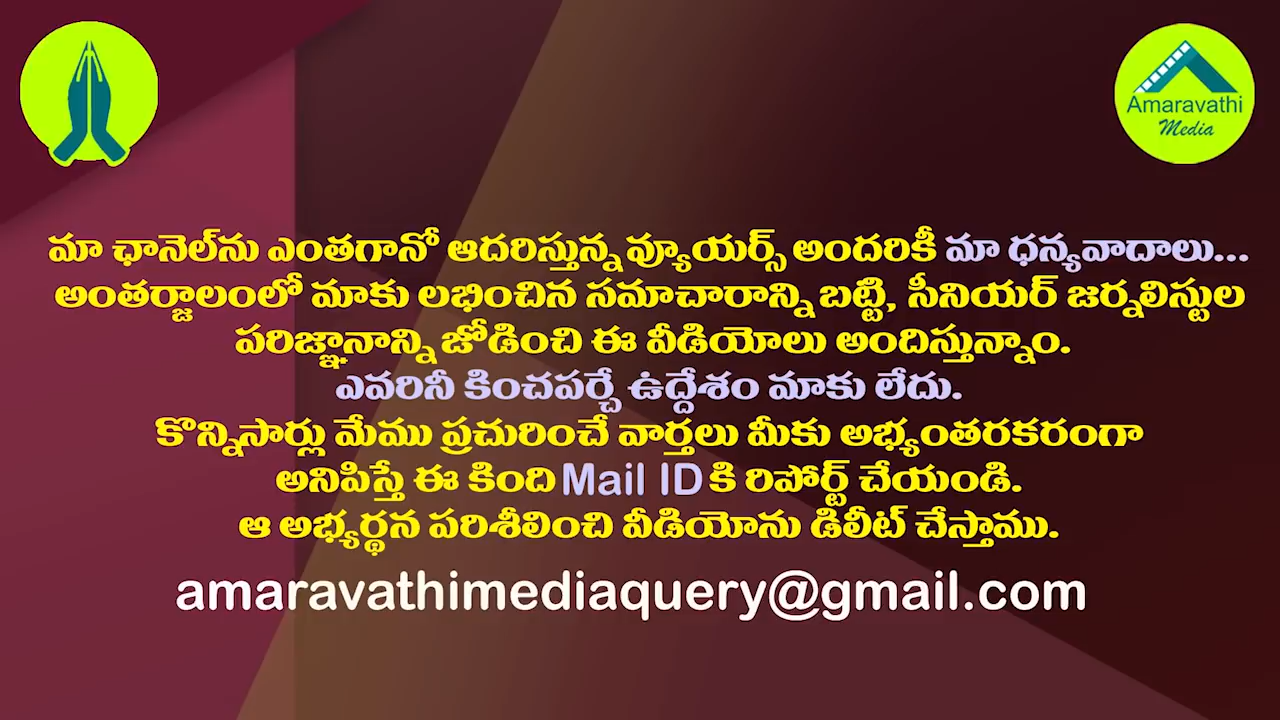 Amaravathi
Media
మా ఛానెల్‌ను ఎంతగానో ఆదరిస్తున్న వ్యూయర్స్ అందరికీ మా ధన్యవాదాలు...
అంతర్జాలంలో మాకు లభించిన సమాచారాన్ని బట్టి, సీనియర్ జర్నలిస్టుల
పరిజ్ఞానాన్ని జోడించి ఈ వీడియోలు అందిస్తున్నాం.
ఎవరినీ కించపర్చే ఉద్దేశం మాకు లేదు.
కొన్నిసార్లు మేము ప్రచురించే వార్తలు మీకు అభ్యంతరకరంగా
అనిపిస్తే ఈ కింది Mail ID కి రిపోర్ట్ చేయండి.
ఆ అభ్యర్థన పరిశీలించి వీడియోను డిలీట్ చేస్తాము.
amaravathimediaquery@gmail.com